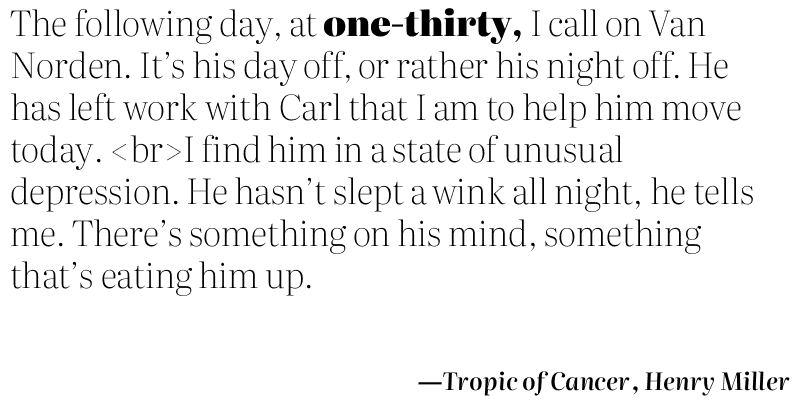 The following day, at one-thirty, I call on Van
Norden. It’s his day off, or rather his night off. He
has left work with Carl that I am to help him move
today. <br>I find him in a state of unusual
depression. He hasn’t slept a wink all night, he tells
me. There’s something on his mind, something
that’s eating him up.
—Tropic of Cancer, Henry Miller